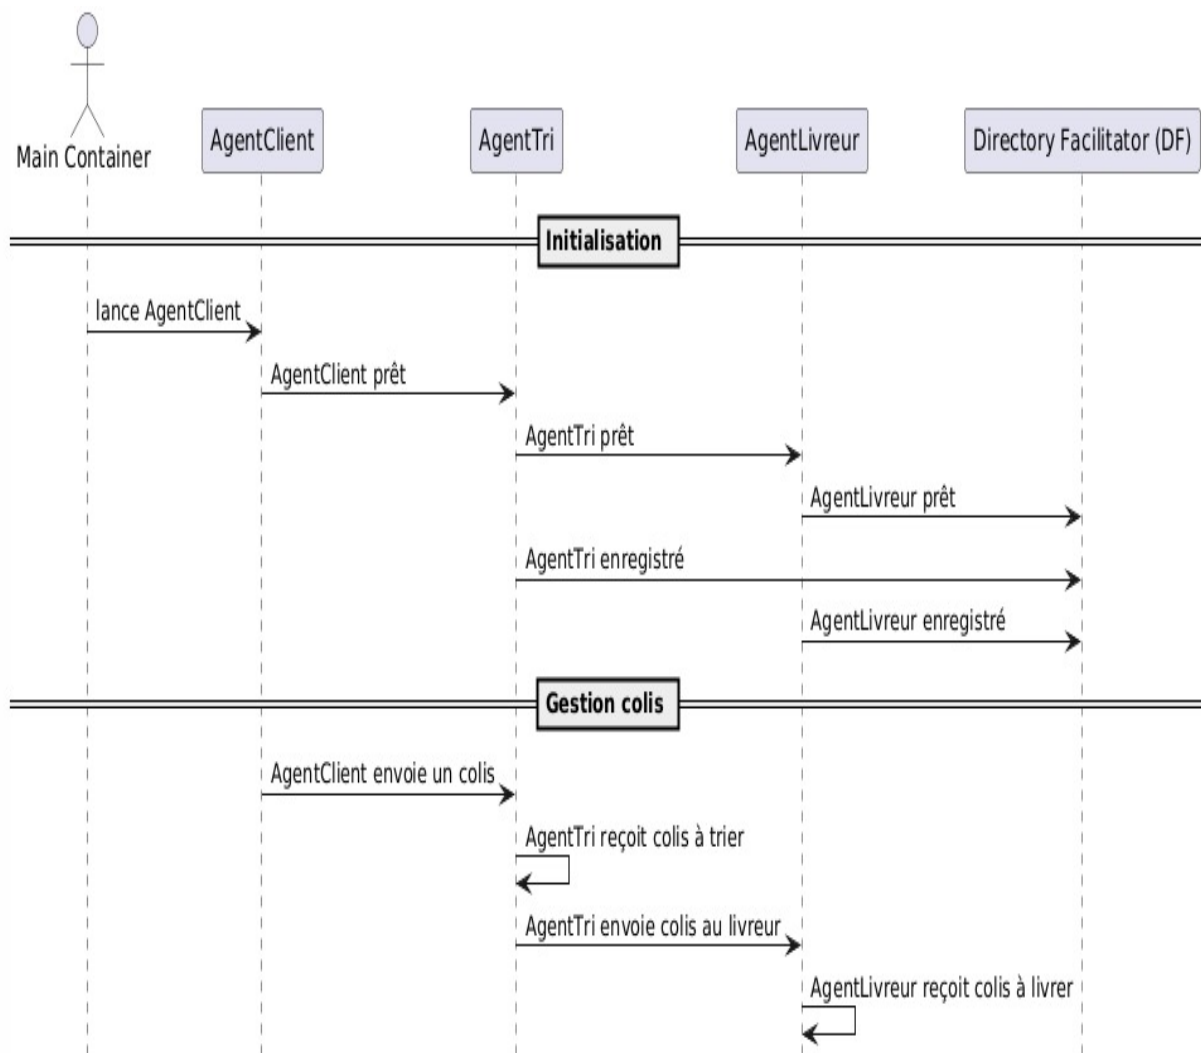 Main Container
AgentClient
AgentTri
AgentLivreur
Directory Facilitator (DF)
Initialisation
lance AgentClient
AgentClient prêt
AgentTri prêt
AgentLivreur prêt
AgentTri enregistré
AgentLivreur enregistré
Gestion colis
AgentClient envoie un colis
AgentTri reçoit colis à trier
AgentTri envoie colis au livreur
AgentLivreur reçoit colis à livrer